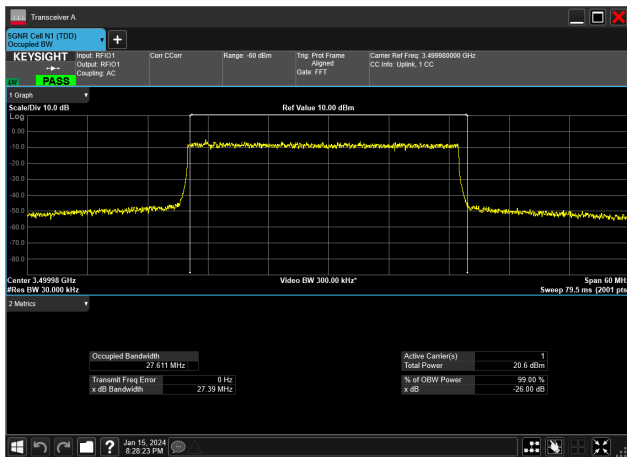 Transceiver A
5GNR Cell N1 (TDD)
Occupied BW
KEYSIGHT
LNI
PASS
Input: RFIO1
Output: RFIO1
Coupling: AC
Corr CCorr
Range: -60 dBm
Trig: Prot Frame
Aligned
Gate: FFT
Carrier Ref Freq: 3.499980000 GHz
CC Info: Uplink, 1 CC
1 Graph
Scale/Div 10.0 dB
Ref Value 10.00 dBm
Log
0.00
-10.0
-20.0
-30.0
-40.0
-50.0
-60.0
-70.0
-80.0
Center 3.49998 GHz
Video BW 300.00 kHz*
Span 60 MHz
#Res BW 30.000 kHz
Sweep 79.5 ms (2001 pts
2 Metrics
Occupied Bandwidth
27.611 MHz
Transmit Freq Error 0 Hz
x dB Bandwidth 27.39 MHz
Active Carrier(s) 1
Total Power 20.6 dBm
% of OBW Power 99.00 %
x dB -26.00 dB
Jan 15, 2024
8:28:23 PM